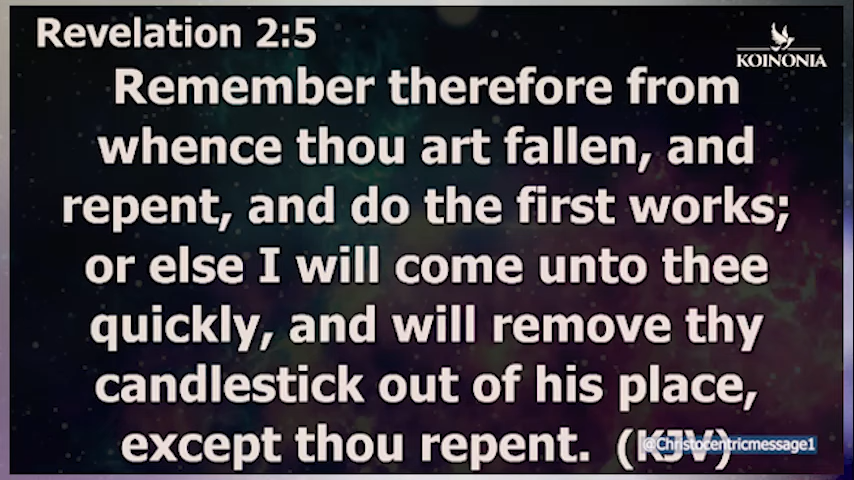 Revelation 2:5
KOINONIA
Remember therefore from
whence thou art fallen, and
repent, and do the first works;
or else I will come unto thee
quickly, and will remove thy
candlestick out of his place,
except thou repent. (KJV)
@Christocentricmessage1